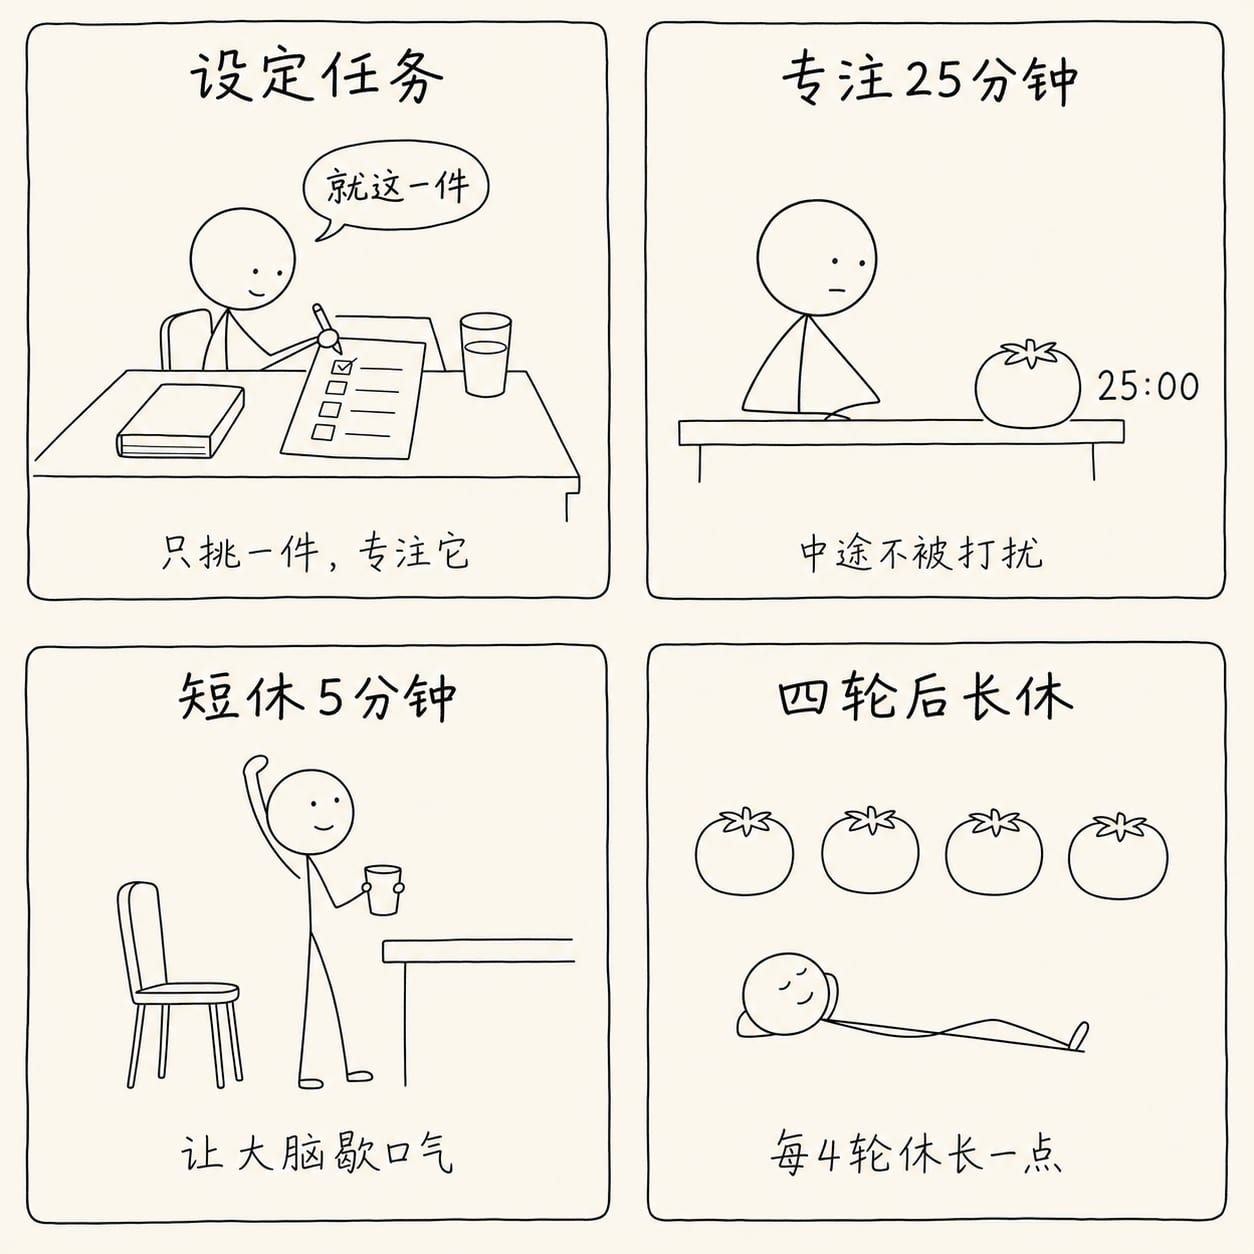 设定任务
就这一件
只挑一件，专注它
专注25分钟
25:00
中途不被打扰
短休5分钟
让大脑歇口气
四轮后长休
每4轮休长一点